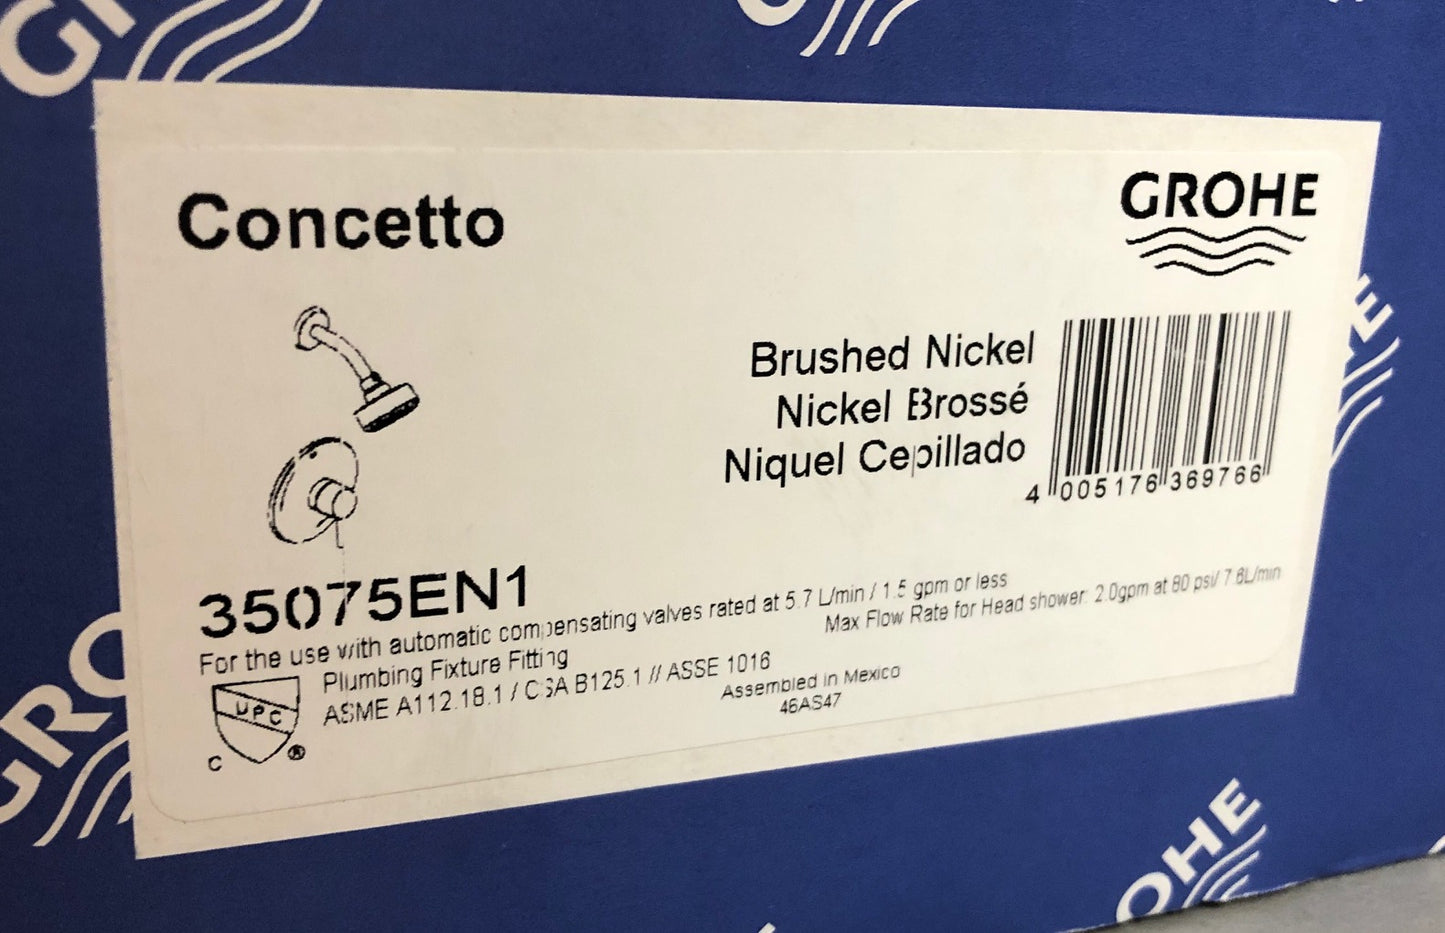 Concetto
GROHE
Brushed Nickel
Nickel Brossé
Niquel Cepillado
4 005176 369766
35075EN1
For the use with automatic compensating valves rated at 5.7 L/min / 1.5 gpm or less
Max Flow Rate for Head shower: 2.0gpm at 80 psi/ 7.6L/min
Plumbing Fixture Fitting
ASME A112.18.1 / CSA B125.1 // ASSE 1016
Assembled in Mexico
46AS47
UPC
C ®
GRO
OHE